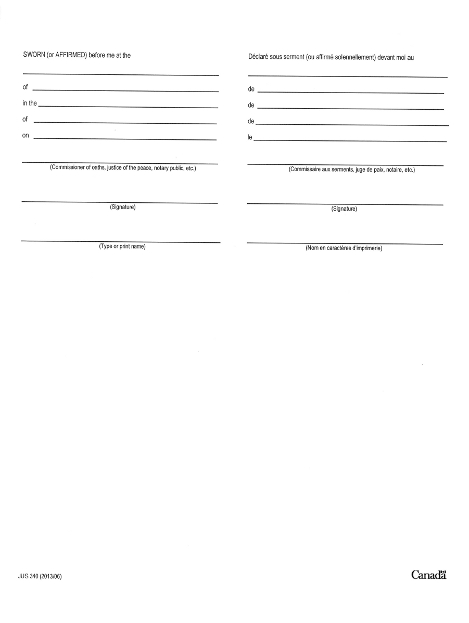 SWORN (or AFFIRMED) before me at the
of
in the
of
on
(Commissioner of oaths, justice of the peace, notary public, etc.)
(Signature)
(Type or print name)
Déclaré sous serment (ou affirmé solennellement) devant moi au
de
de
de
le
(Commissaire aux serments, juge de paix, notaire, etc.)
(Signature)
(Nom en caractères d'imprimerie)
JUS 340 (2013/06)
Canada